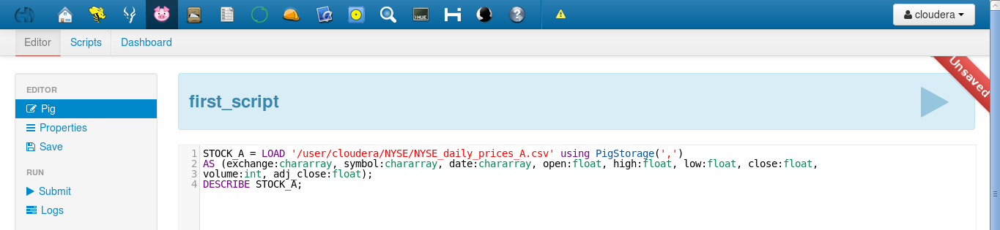 HUE
cloudera
Editor
Scripts
Dashboard
Unsaved
EDITOR
Pig
Properties
Save
RUN
Submit
Logs
first_script
1 STOCK_A = LOAD '/user/cloudera/NYSE/NYSE_daily_prices_A.csv' using PigStorage(',')
2 AS (exchange:chararray, symbol:chararray, date:chararray, open:float, high:float, low:float, close:float,
3 volume:int, adj_close:float);
4 DESCRIBE STOCK_A;